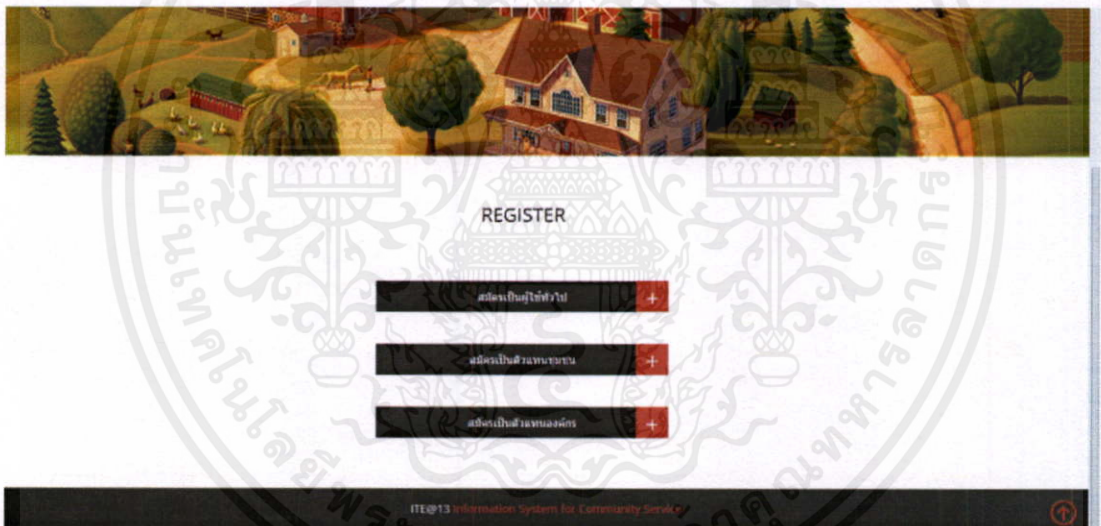 REGISTER
สมัครเป็นผู้ใช้ทั่วไป
สมัครเป็นตัวแทนชุมชน
สมัครเป็นตัวแทนองค์กร
ITE@13 Information System for Community Service